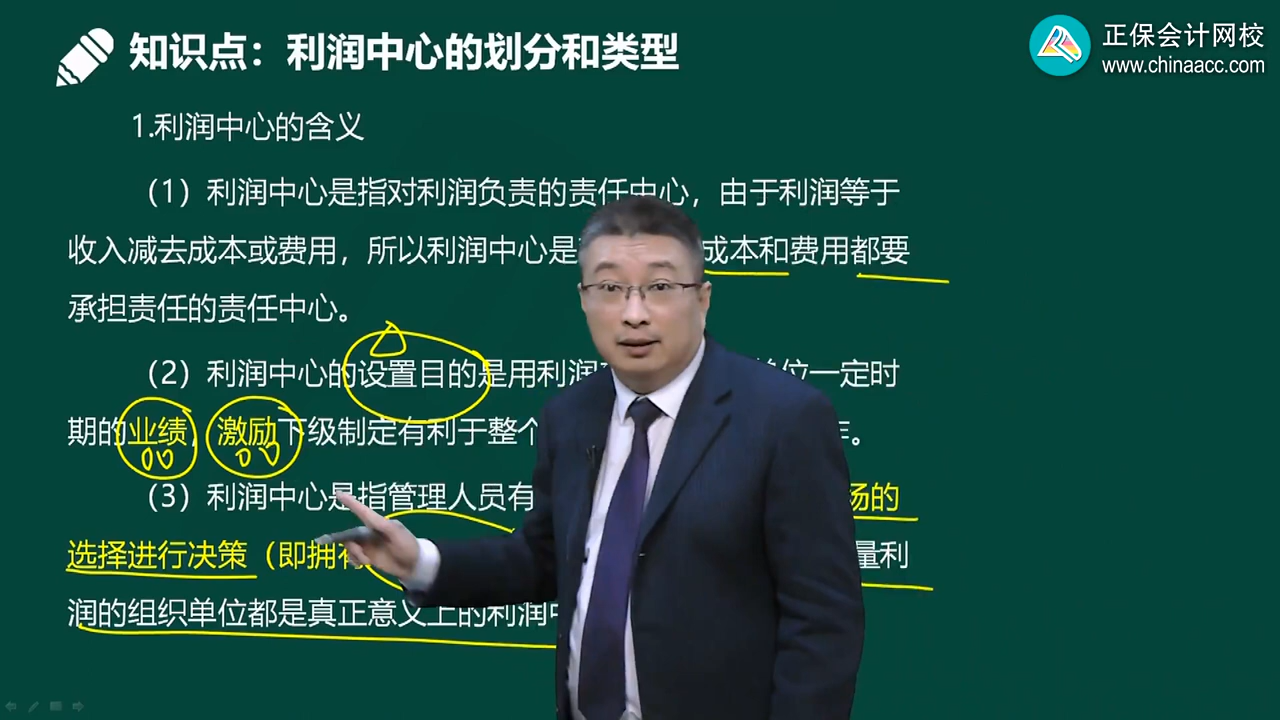 知识点：利润中心的划分和类型
正保会计网校
www.chinaacc.com
1.利润中心的含义
（1）利润中心是指对利润负责的责任中心，由于利润等于
收入减去成本或费用，所以利润中心是 成本和费用都要
承担责任的责任中心。
（2）利润中心的设置目的是用利润 单位一定时
期的业绩，激励下级制定有利于整个 。
（3）利润中心是指管理人员有 场的
选择进行决策（即拥有 量利
润的组织单位都是真正意义上的利润中